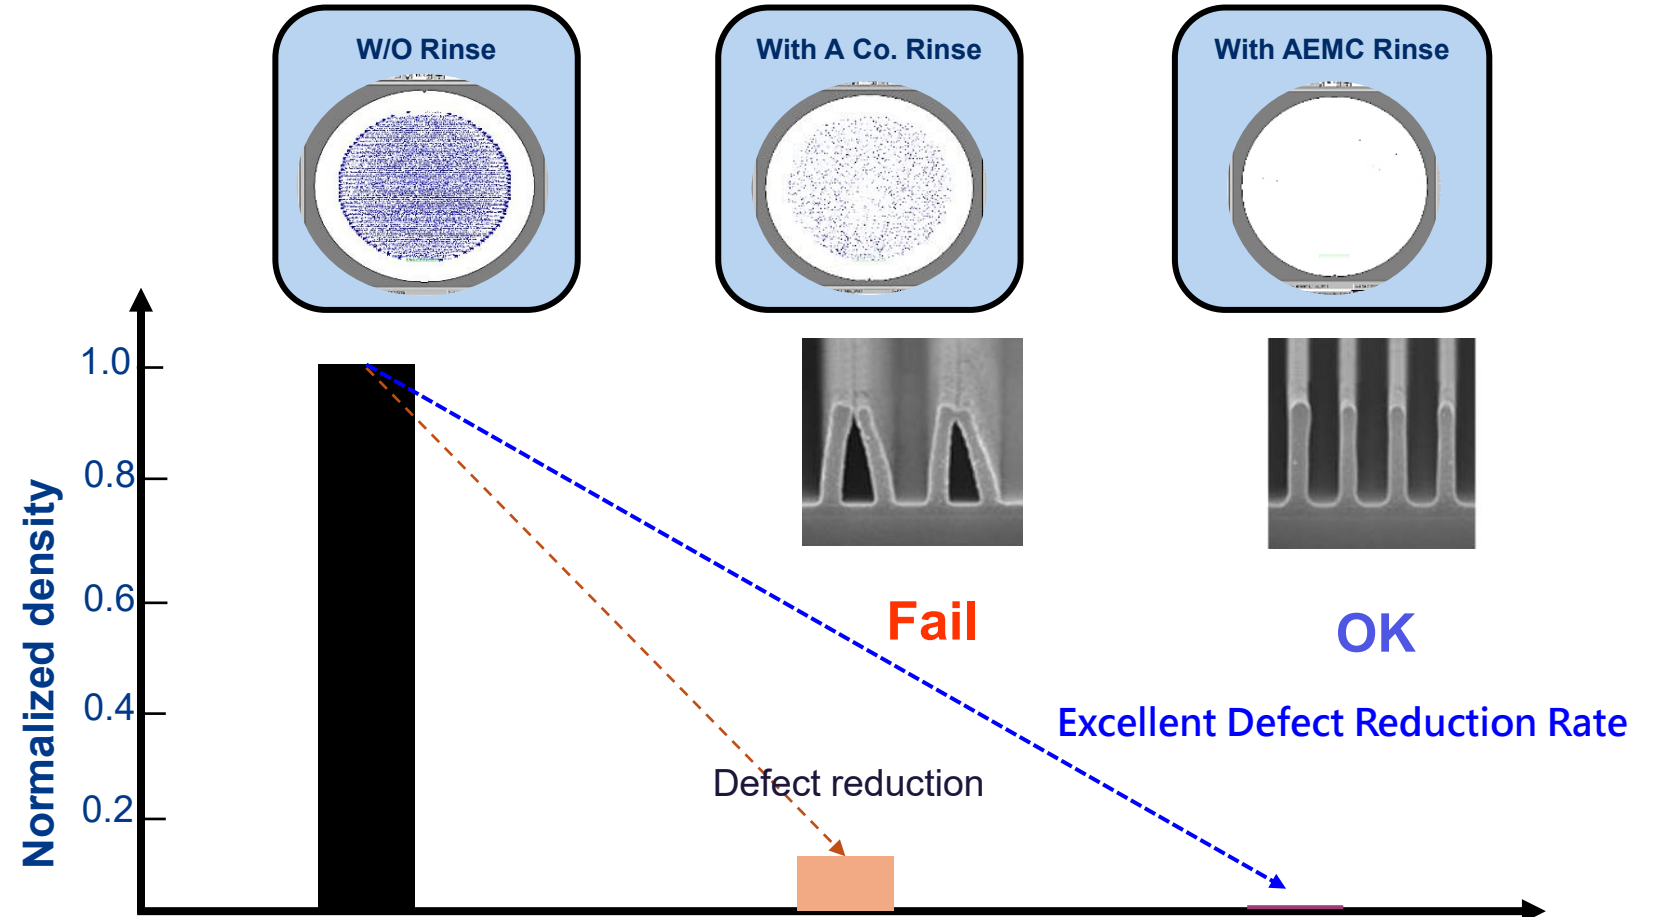 W/O Rinse
With A Co. Rinse
With AEMC Rinse
1.0
0.8
0.6
0.4
0.2
Normalized density
Fail
OK
Excellent Defect Reduction Rate
Defect reduction